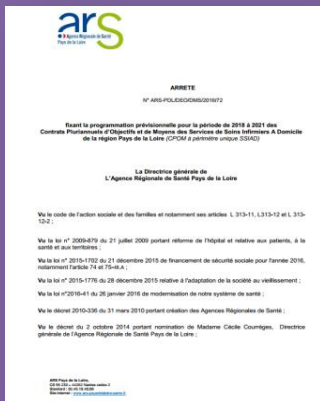 ars
Agence Régionale de Santé
Pays de la Loire
ARRETE
N° ARS-POL/DEO/DMS/2016/72
fixant la programmation prévisionnelle pour la période de 2018 à 2021 des
Contrats Pluriannuels d'Objectifs et de Moyens des Services de Soins Infirmiers A Domicile
de la région Pays de la Loire (CPOM à périmètre unique SSIAD)
La Directrice générale de
L'Agence Régionale de Santé Pays de la Loire
Vu le code de l'action sociale et des familles et notamment ses articles L 313-11, L313-12 et L 313-
12-2 ;
Vu la loi n° 2009-879 du 21 juillet 2009 portant réforme de l'hôpital et relative aux patients, à la
santé et aux territoires ;
Vu la loi n° 2015-1702 du 21 décembre 2015 de financement de sécurité sociale pour l'année 2016,
notamment l'article 74 et 75
Vu la loi n° 2015-1776 du 28 décembre 2015 relative à l'adaptation de la société au vieillissement ;
Vu la loi n°2016-41 du 26 janvier 2016 de modernisation de notre système de santé ;
Vu le décret 2010-336 du 31 mars 2010 portant création des Agences Régionales de Santé ;
Vu le décret du 2 octobre 2014 portant nomination de Madame Cécile Courrèges, Directrice
générale de l'Agence Régionale de Santé Pays de la Loire ;
ARS Pays de la Loire